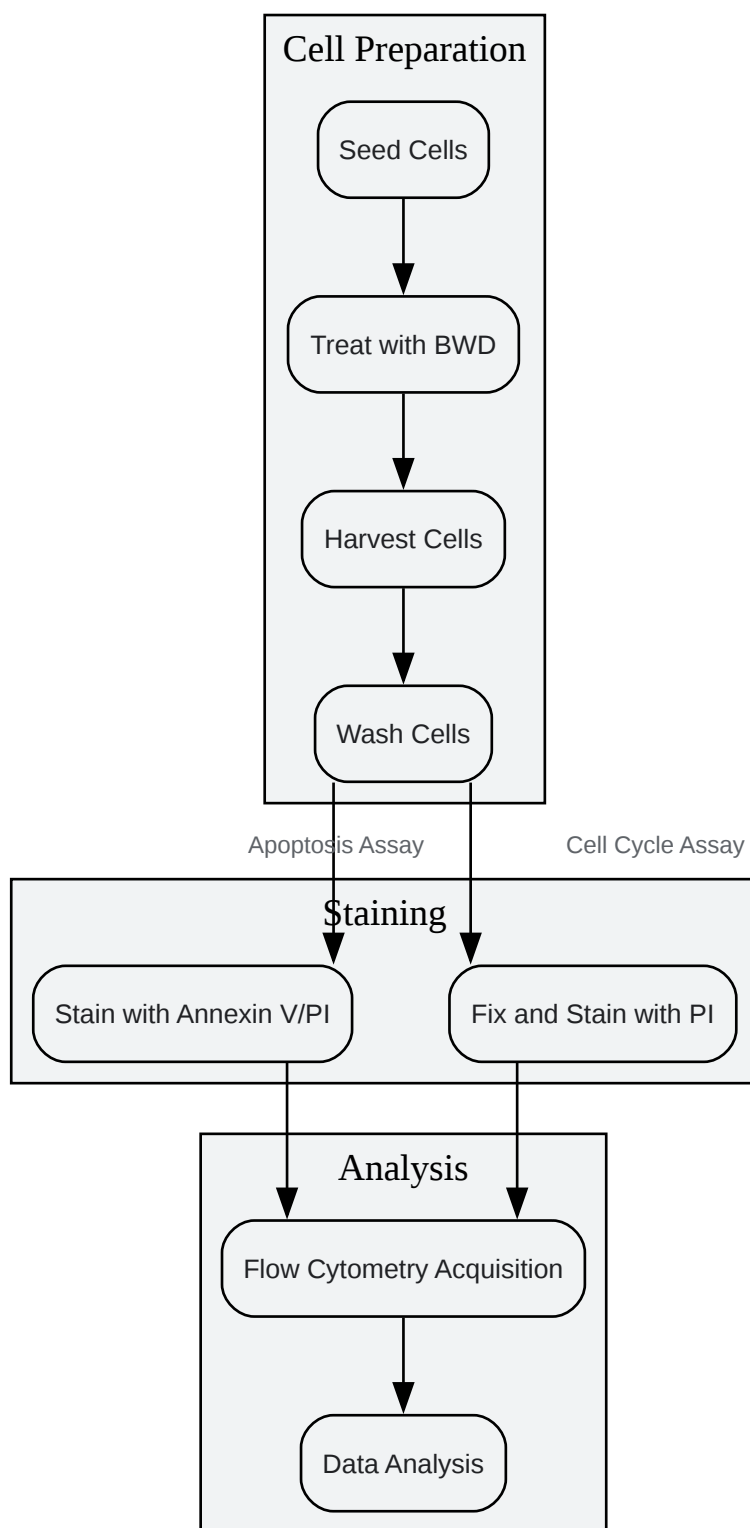 Cell Preparation
Seed Cells
Treat with BWD
Harvest Cells
Wash Cells
Apoptosis Assay
Cell Cycle Assay
Staining
Stain with Annexin V/PI
Fix and Stain with PI
Analysis
Flow Cytometry Acquisition
Data Analysis